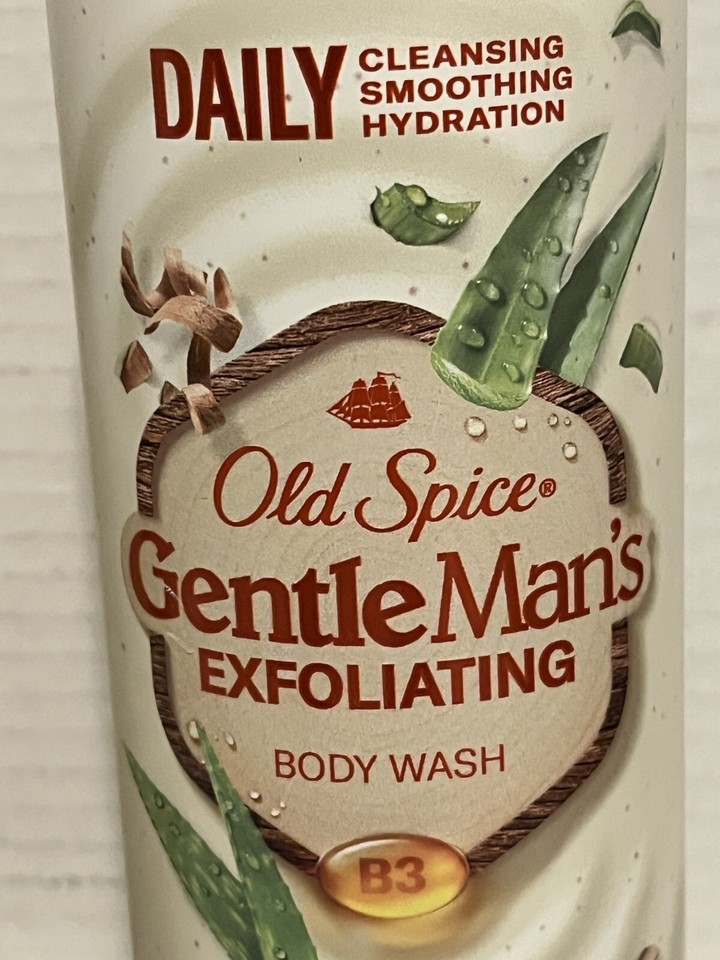 DAILY
CLEANSING
SMOOTHING
HYDRATION
Old Spice®
GentleMan's
EXFOLIATING
BODY WASH
B3